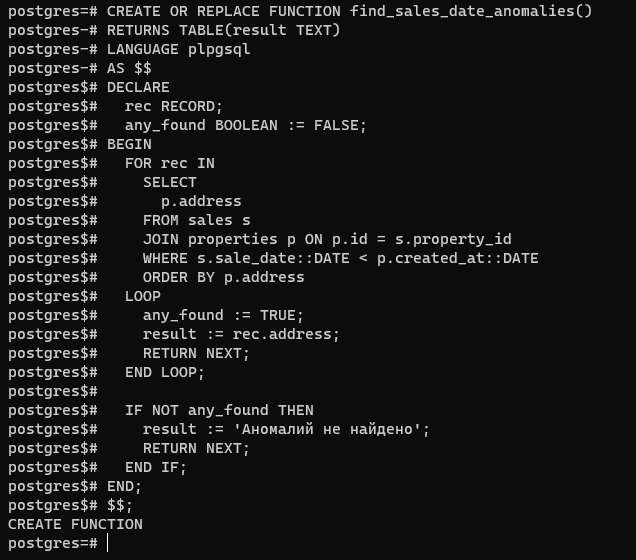 postgres=# CREATE OR REPLACE FUNCTION find_sales_date_anomalies()
postgres-# RETURNS TABLE(result TEXT)
postgres-# LANGUAGE plpgsql
postgres-# AS $$
postgres$# DECLARE
postgres$#   rec RECORD;
postgres$#   any_found BOOLEAN := FALSE;
postgres$# BEGIN
postgres$#   FOR rec IN
postgres$#     SELECT
postgres$#       p.address
postgres$#     FROM sales s
postgres$#     JOIN properties p ON p.id = s.property_id
postgres$#     WHERE s.sale_date::DATE < p.created_at::DATE
postgres$#     ORDER BY p.address
postgres$#   LOOP
postgres$#     any_found := TRUE;
postgres$#     result := rec.address;
postgres$#     RETURN NEXT;
postgres$#   END LOOP;
postgres$#
postgres$#   IF NOT any_found THEN
postgres$#     result := 'Аномалий не найдено';
postgres$#     RETURN NEXT;
postgres$#   END IF;
postgres$# END;
postgres$# $$;
CREATE FUNCTION
postgres=#